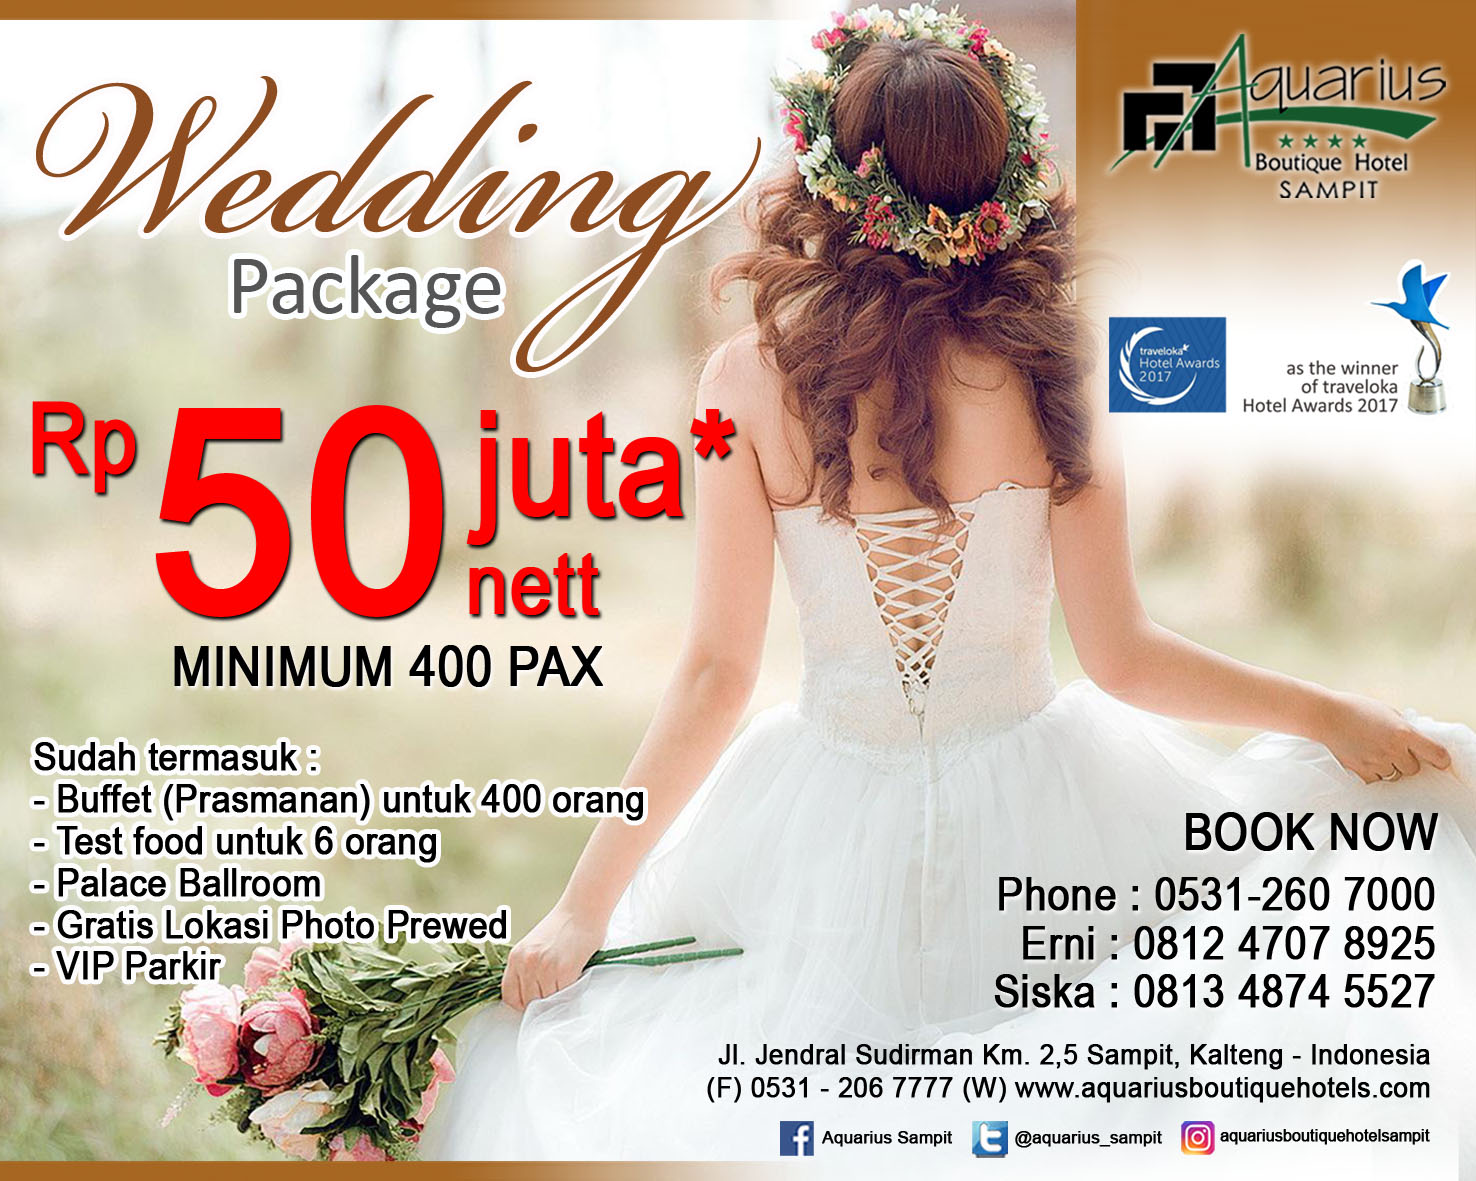 Wedding
Package
Rp 50 juta*
nett
MINIMUM 400 PAX
Sudah termasuk :
- Buffet (Prasmanan) untuk 400 orang
- Test food untuk 6 orang
- Palace Ballroom
- Gratis Lokasi Photo Prewed
- VIP Parkir
Aquarius
Boutique Hotel
SAMPIT
traveloka
Hotel Awards
2017
as the winner
of traveloka
Hotel Awards 2017
BOOK NOW
Phone : 0531-260 7000
Erni : 0812 4707 8925
Siska : 0813 4874 5527
Jl. Jendral Sudirman Km. 2,5 Sampit, Kalteng - Indonesia
(F) 0531 - 206 7777 (W) www.aquariusboutiquehotels.com
Aquarius Sampit @aquarius_sampit aquariusboutiquehotelsampit